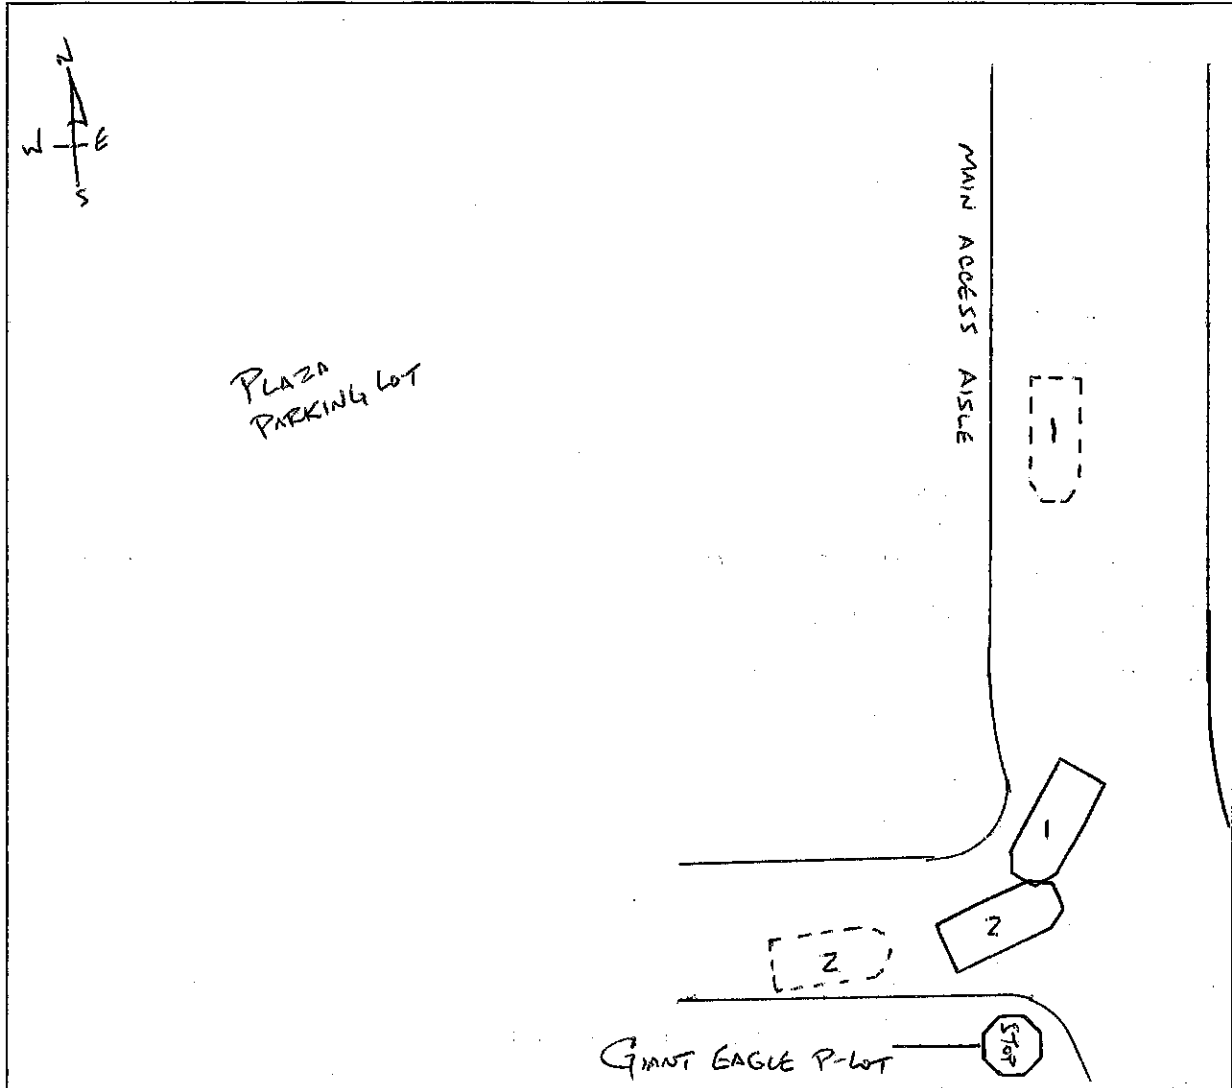 N
W E
S
MAIN ACCESS AISLE
PLAZA
PARKING LOT
1
1
2
2
STOP
GIANT EAGLE P-LOT